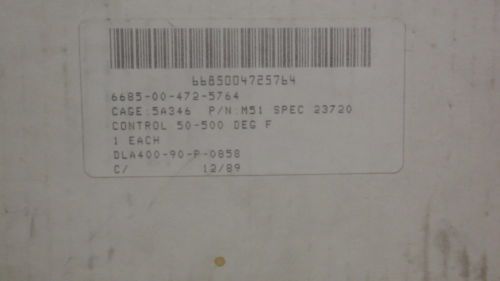 6685004725764
6685-00-472-5764
CAGE:5A346 P/N:M51 SPEC 23720
CONTROL 50-500 DEG F
1 EACH
DLA400-90-P-0858
C/ 12/89